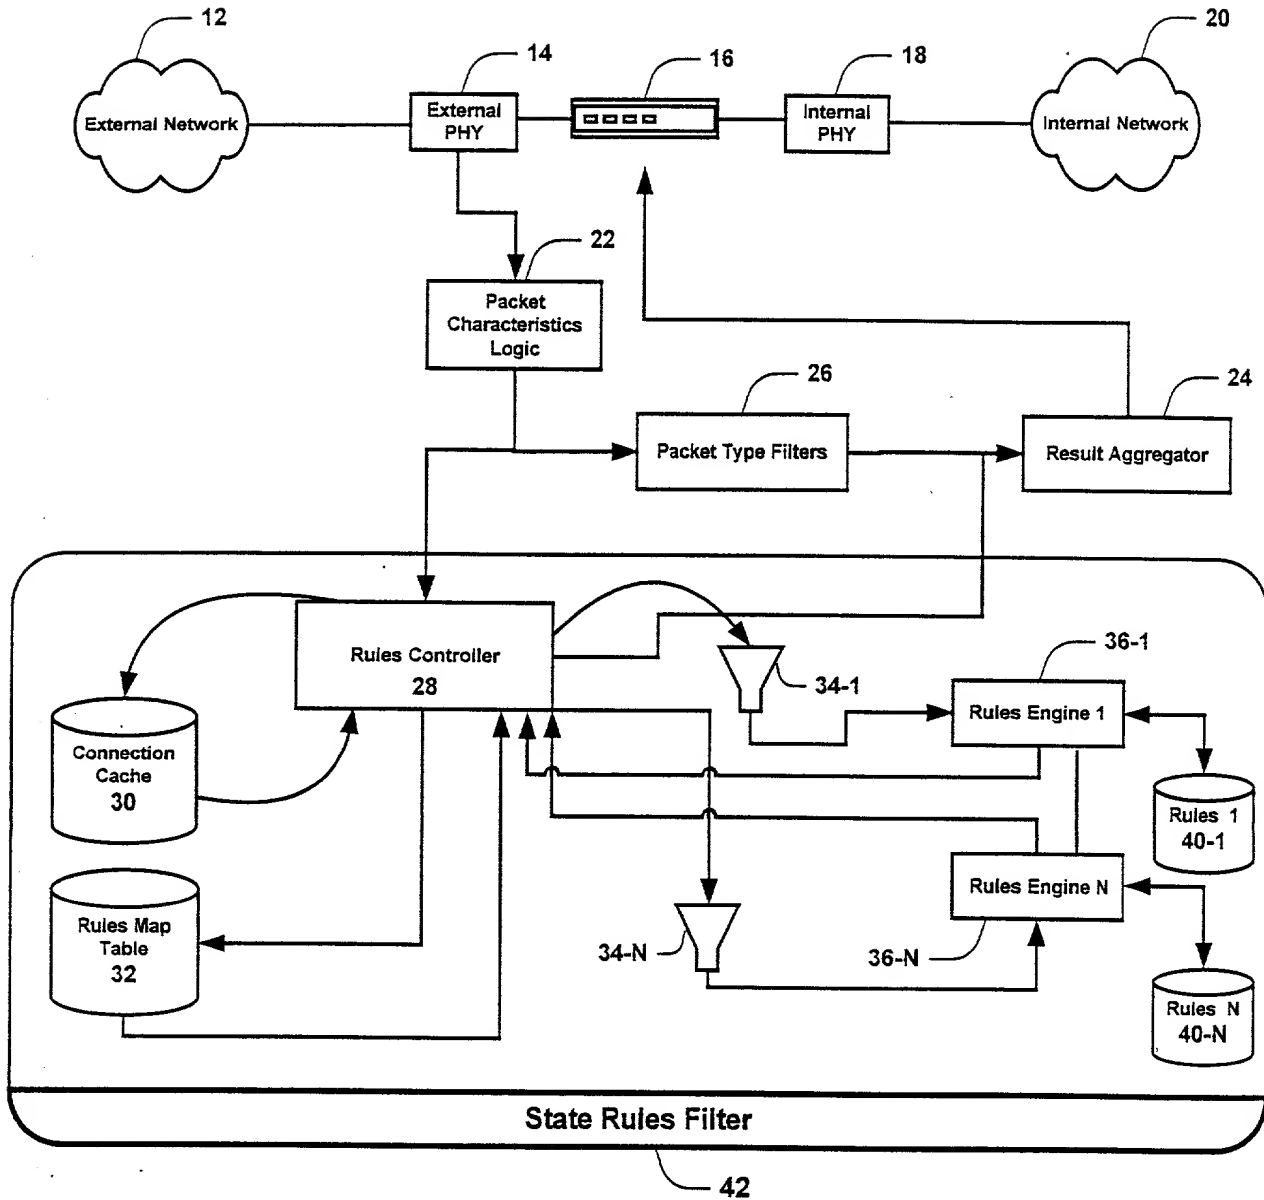 12
20
14
16
18
External Network
External
PHY
Internal
PHY
Internal Network
22
Packet
Characteristics
Logic
26
24
Packet Type Filters
Result Aggregator
Rules Controller
28
34-1
36-1
Rules Engine 1
Connection
Cache
30
Rules 1
40-1
Rules Map
Table
32
34-N
Rules Engine N
36-N
Rules N
40-N
State Rules Filter
42